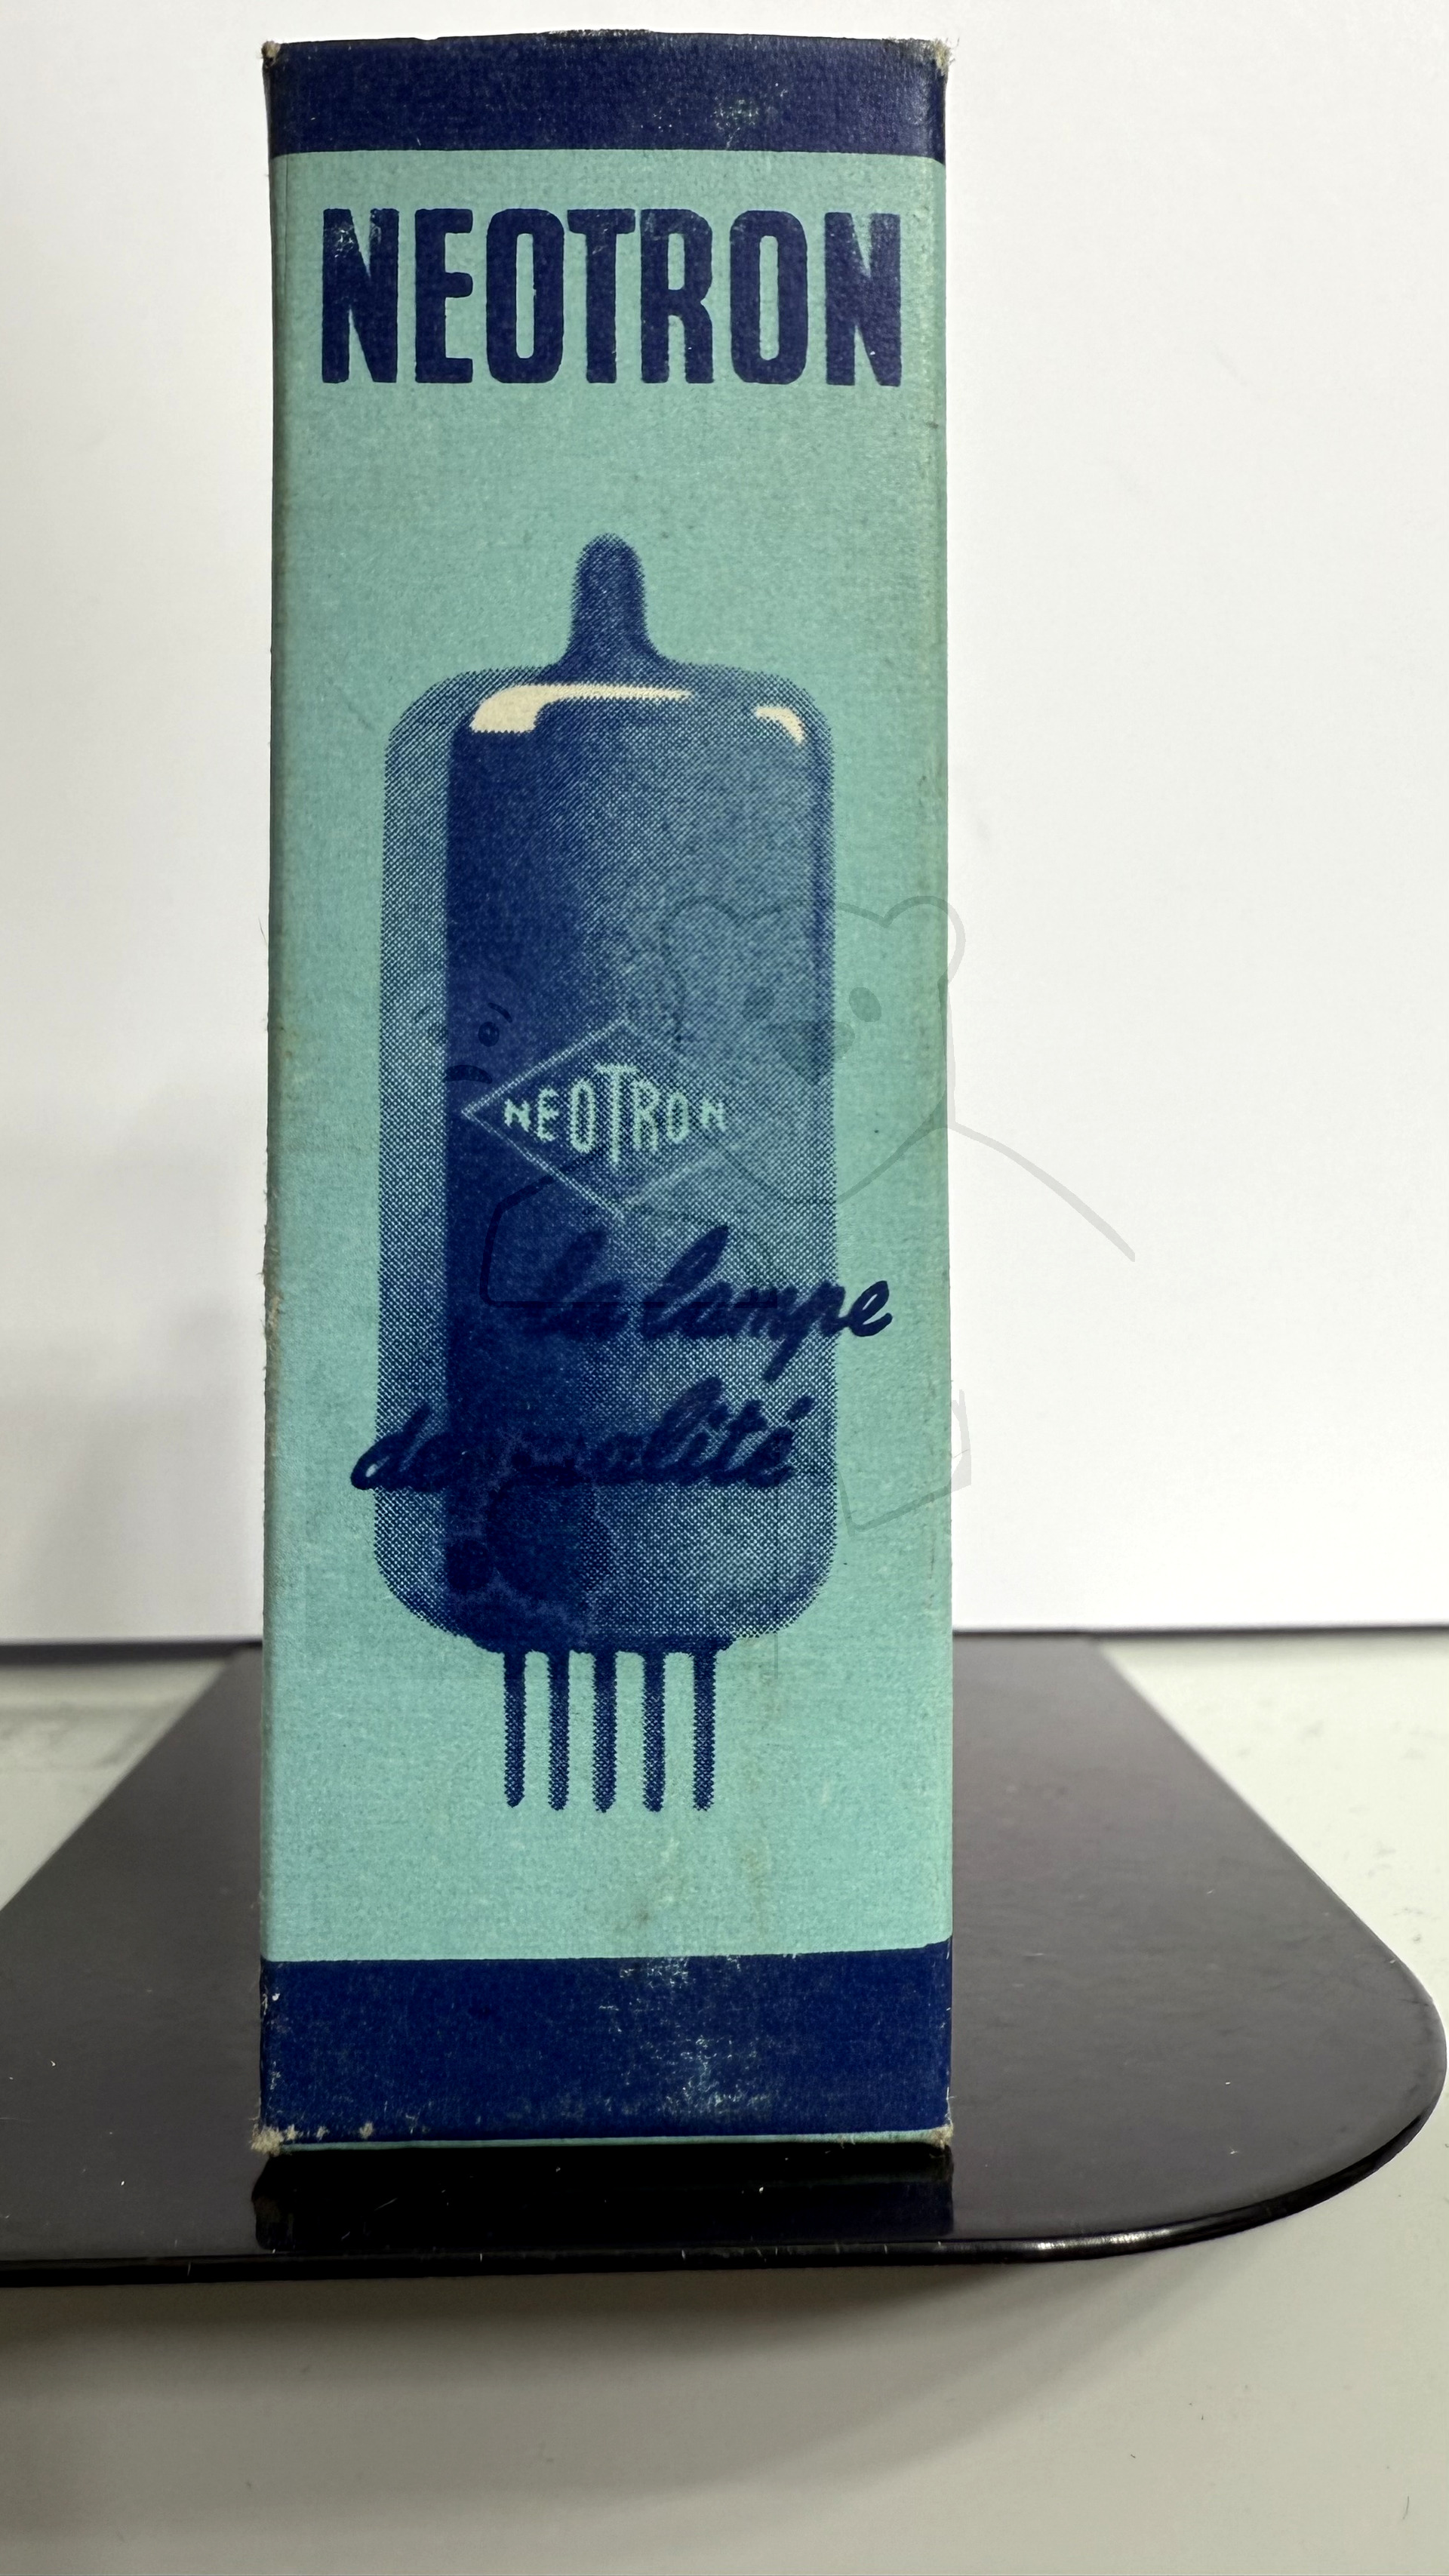 NEOTRON
NEOTRON
la lampe
de qualité